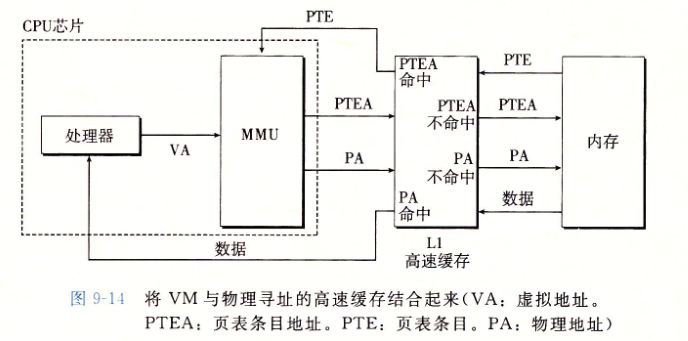 PTE
CPU芯片
PTEA
命中
PTE
处理器
VA
MMU
PTEA
PTEA
不命中
PTEA
内存
PA
PA
不命中
PA
PA
命中
数据
数据
L1
高速缓存
图 9-14 将 VM 与物理寻址的高速缓存结合起来(VA：虚拟地址。
PTEA：页表条目地址。PTE：页表条目。PA：物理地址)